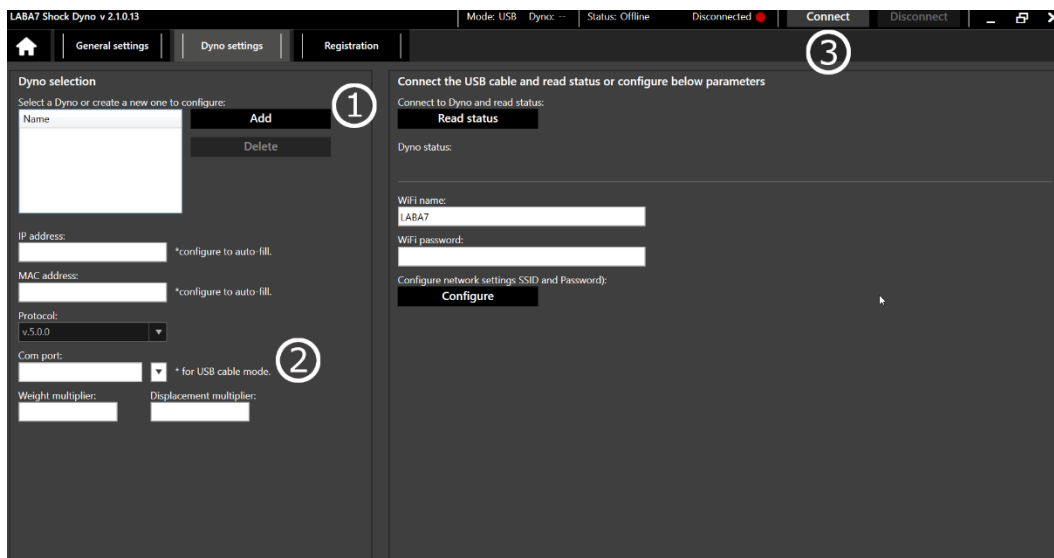 LABA7 Shock Dyno v 2.1.0.13
Mode: USB Dyno: -- Status: Offline Disconnected Connect Disconnect
General settings Dyno settings Registration
3
Dyno selection
Select a Dyno or create a new one to configure:
Name
Add
1
Delete
IP address:
*configure to auto-fill.
MAC address:
*configure to auto-fill.
Protocol:
v.5.0.0
Com port:
* for USB cable mode.
2
Weight multiplier: Displacement multiplier:
Connect the USB cable and read status or configure below parameters
Connect to Dyno and read status:
Read status
Dyno status:
WiFi name:
LABA7
WiFi password:
Configure network settings SSID and Password):
Configure